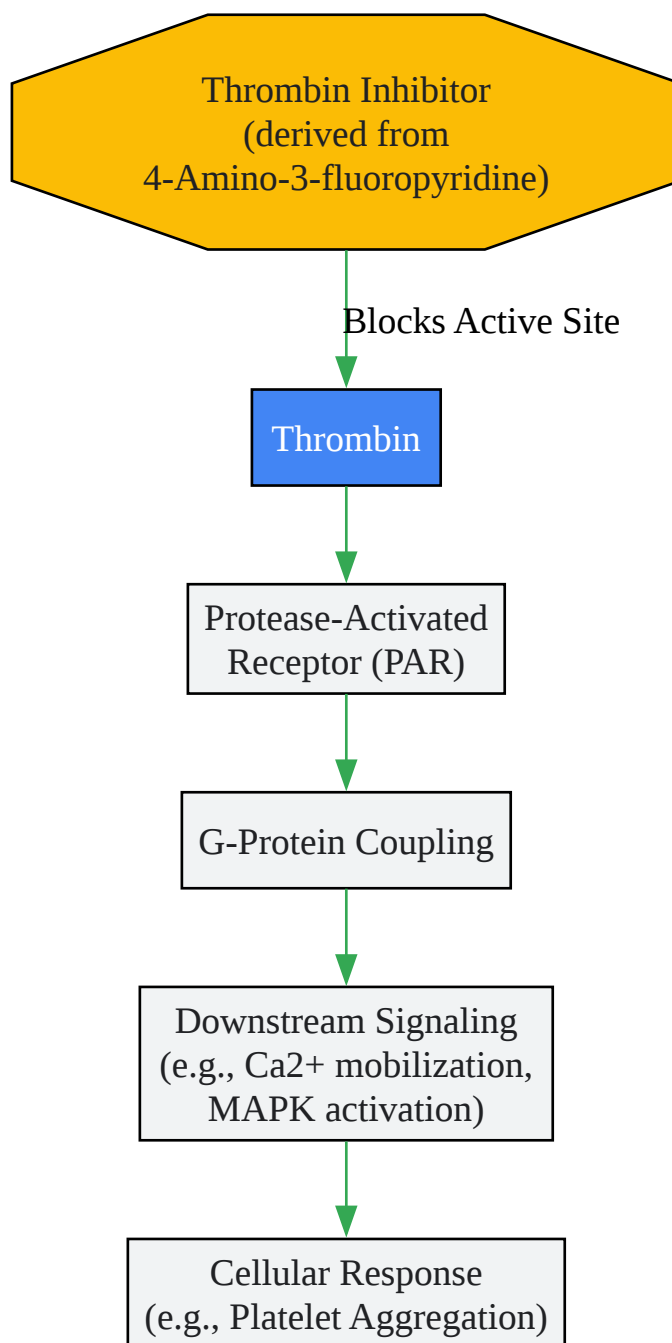 Thrombin Inhibitor
(derived from
4-Amino-3-fluoropyridine)
Blocks Active Site
Thrombin
Protease-Activated
Receptor (PAR)
G-Protein Coupling
Downstream Signaling
(e.g., Ca2+ mobilization,
MAPK activation)
Cellular Response
(e.g., Platelet Aggregation)